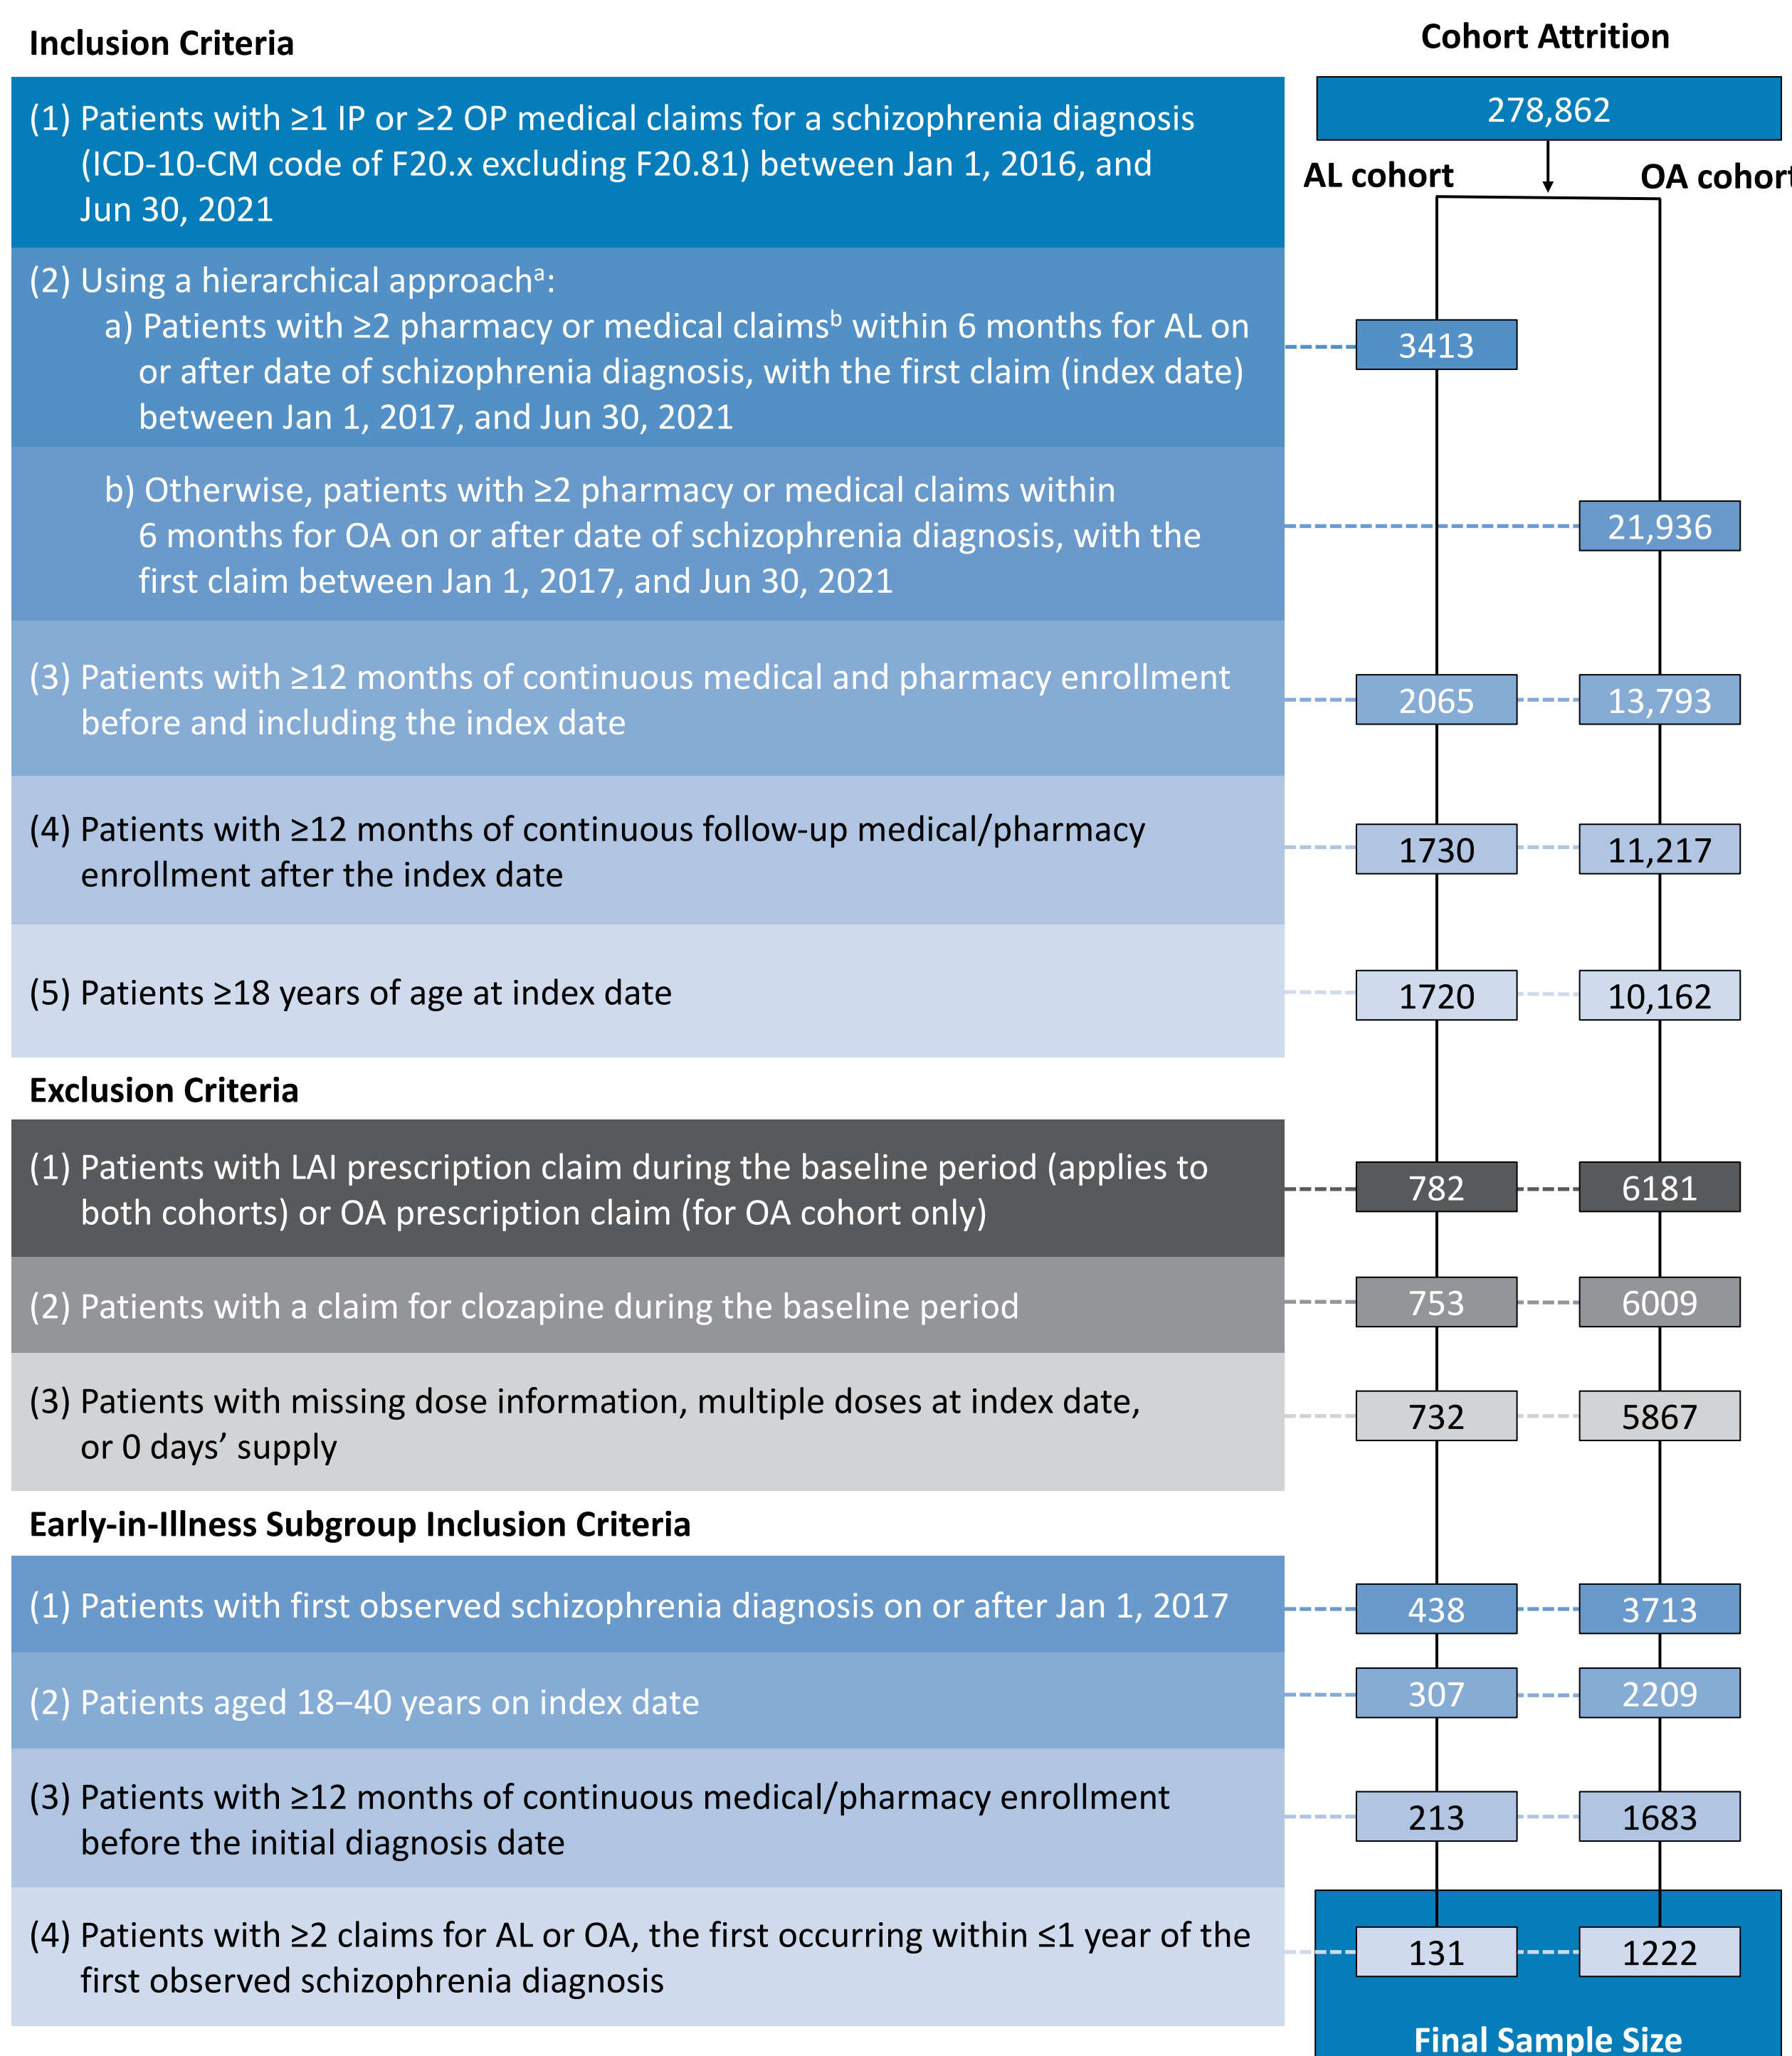 Inclusion Criteria
Cohort Attrition
(1) Patients with ≥1 IP or ≥2 OP medical claims for a schizophrenia diagnosis
(ICD-10-CM code of F20.x excluding F20.81) between Jan 1, 2016, and
Jun 30, 2021
278,862
AL cohort
OA cohort
(2) Using a hierarchical approachᵃ:
a) Patients with ≥2 pharmacy or medical claimsᵇ within 6 months for AL on
or after date of schizophrenia diagnosis, with the first claim (index date)
between Jan 1, 2017, and Jun 30, 2021
3413
b) Otherwise, patients with ≥2 pharmacy or medical claims within
6 months for OA on or after date of schizophrenia diagnosis, with the
first claim between Jan 1, 2017, and Jun 30, 2021
21,936
(3) Patients with ≥12 months of continuous medical and pharmacy enrollment
before and including the index date
2065
13,793
(4) Patients with ≥12 months of continuous follow-up medical/pharmacy
enrollment after the index date
1730
11,217
(5) Patients ≥18 years of age at index date
1720
10,162
Exclusion Criteria
(1) Patients with LAI prescription claim during the baseline period (applies to
both cohorts) or OA prescription claim (for OA cohort only)
782
6181
(2) Patients with a claim for clozapine during the baseline period
753
6009
(3) Patients with missing dose information, multiple doses at index date,
or 0 days’ supply
732
5867
Early-in-Illness Subgroup Inclusion Criteria
(1) Patients with first observed schizophrenia diagnosis on or after Jan 1, 2017
438
3713
(2) Patients aged 18–40 years on index date
307
2209
(3) Patients with ≥12 months of continuous medical/pharmacy enrollment
before the initial diagnosis date
213
1683
(4) Patients with ≥2 claims for AL or OA, the first occurring within ≤1 year of the
first observed schizophrenia diagnosis
131
1222
Final Sample Size